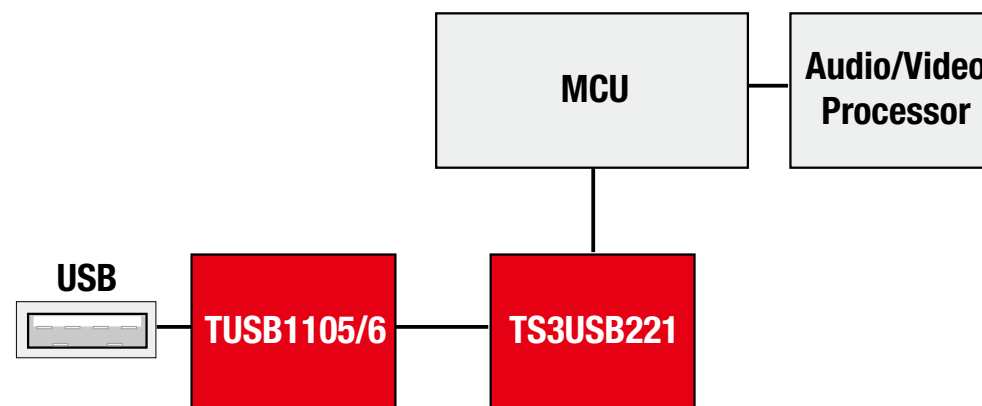 MCU
Audio/Video
Processor
USB
TUSB1105/6
TS3USB221